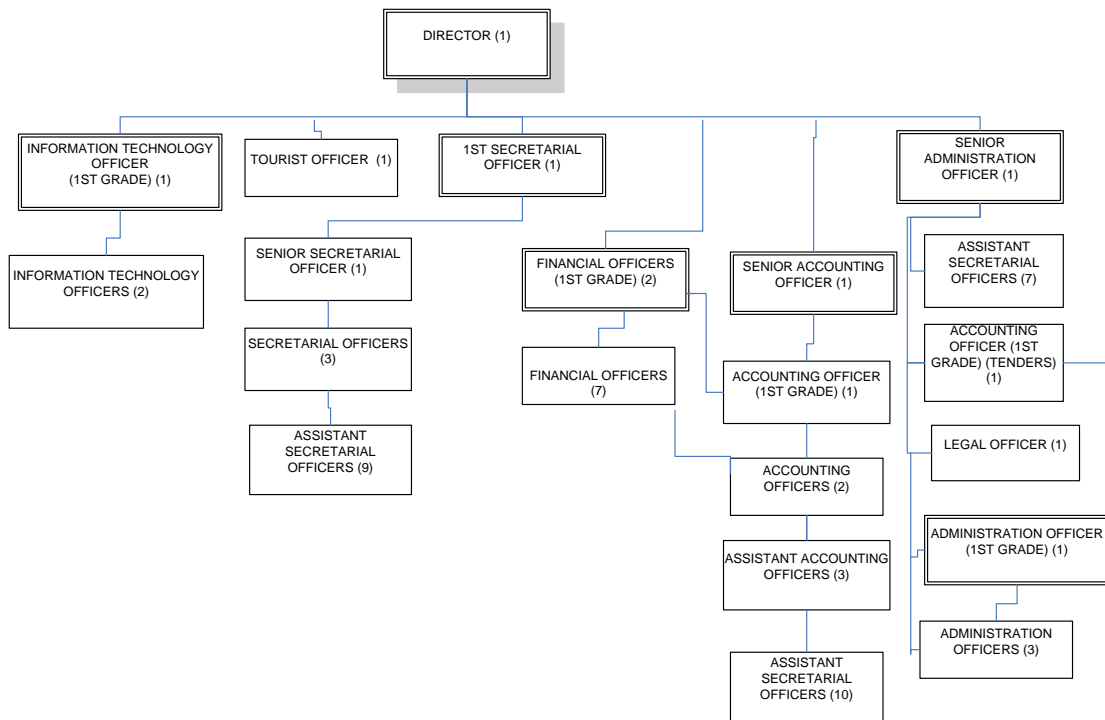 DIRECTOR (1)
INFORMATION TECHNOLOGY
OFFICER
(1ST GRADE) (1)
TOURIST OFFICER (1)
1ST SECRETARIAL
OFFICER (1)
SENIOR
ADMINISTRATION
OFFICER (1)
INFORMATION TECHNOLOGY
OFFICERS (2)
SENIOR SECRETARIAL
OFFICER (1)
FINANCIAL OFFICERS
(1ST GRADE) (2)
SENIOR ACCOUNTING
OFFICER (1)
ASSISTANT
SECRETARIAL
OFFICERS (7)
SECRETARIAL OFFICERS
(3)
FINANCIAL OFFICERS
(7)
ACCOUNTING OFFICER
(1ST GRADE) (1)
ACCOUNTING
OFFICER (1ST
GRADE) (TENDERS)
(1)
ASSISTANT
SECRETARIAL
OFFICERS (9)
ACCOUNTING
OFFICERS (2)
LEGAL OFFICER (1)
ASSISTANT ACCOUNTING
OFFICERS (3)
ADMINISTRATION OFFICER
(1ST GRADE) (1)
ASSISTANT
SECRETARIAL
OFFICERS (10)
ADMINISTRATION
OFFICERS (3)